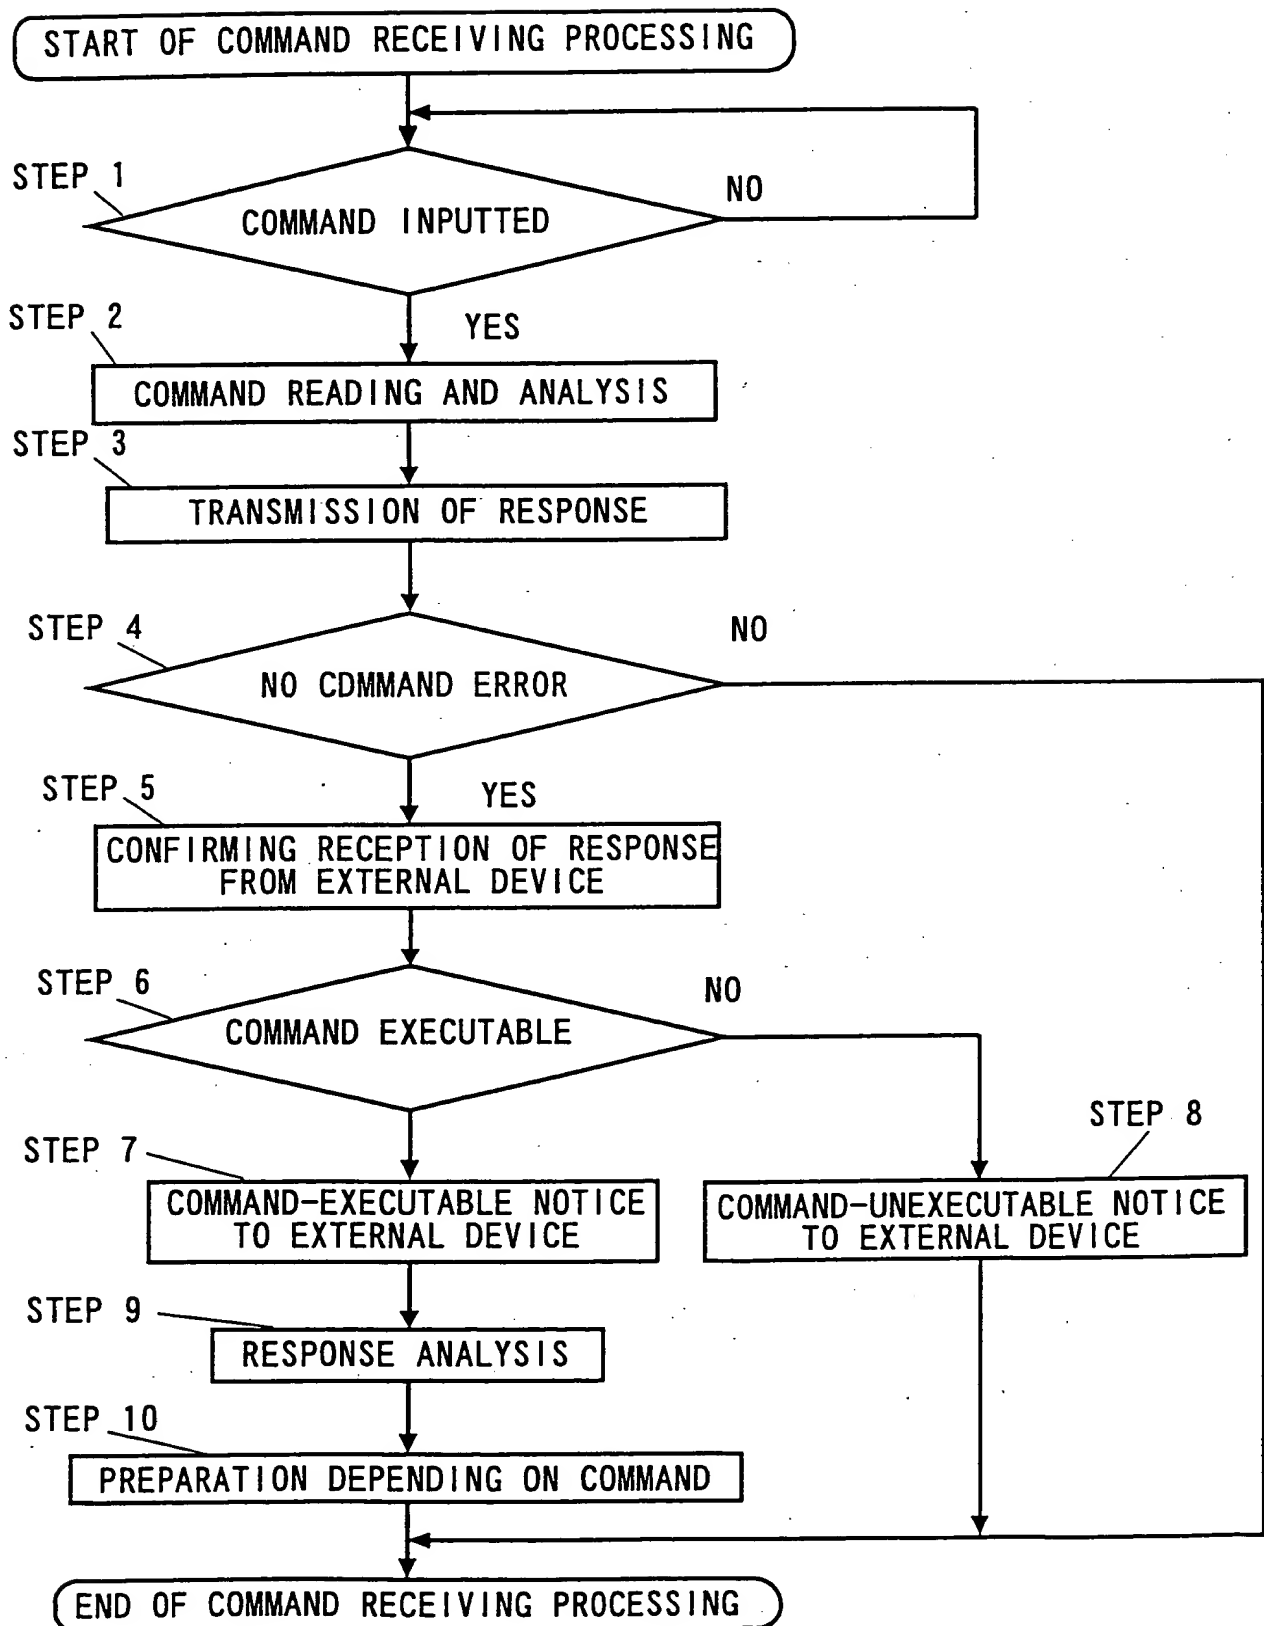 START OF COMMAND RECEIVING PROCESSING
STEP 1
NO
COMMAND INPUTTED
STEP 2
YES
COMMAND READING AND ANALYSIS
STEP 3
TRANSMISSION OF RESPONSE
STEP 4
NO
NO CDMMAND ERROR
STEP 5
YES
CONFIRMING RECEPTION OF RESPONSE
FROM EXTERNAL DEVICE
STEP 6
NO
COMMAND EXECUTABLE
STEP 7
STEP 8
COMMAND-EXECUTABLE NOTICE
TO EXTERNAL DEVICE
COMMAND-UNEXECUTABLE NOTICE
TO EXTERNAL DEVICE
STEP 9
RESPONSE ANALYSIS
STEP 10
PREPARATION DEPENDING ON COMMAND
END OF COMMAND RECEIVING PROCESSING